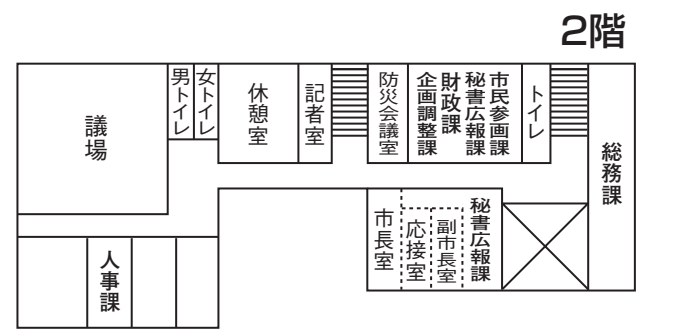 2階
議場
男トイレ
女トイレ
休憩室
記者室
防災会議室
市民参画課
秘書広報課
財政課
企画調整課
トイレ
総務課
人事課
市長室
応接室
副市長室
秘書広報課